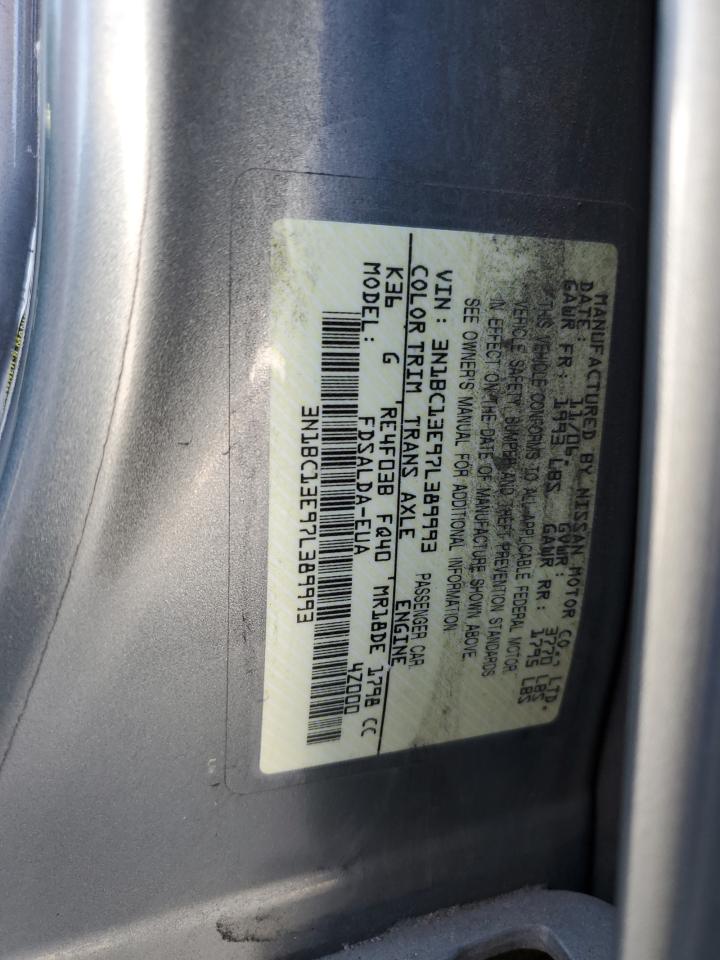 MANUFACTURED BY NISSAN MOTOR CO., LTD.
DATE: 11/06. GVWR: 3770 LBS
GAWR FR: 1993 LBS GAWR RR: 1795 LBS
THIS VEHICLE CONFORMS TO ALL APPLICABLE FEDERAL MOTOR
VEHICLE SAFETY, BUMPER AND THEFT PREVENTION STANDARDS
IN EFFECT ON THE DATE OF MANUFACTURE SHOWN ABOVE.
SEE OWNER'S MANUAL FOR ADDITIONAL INFORMATION.
VIN: 3N1BC13E97L389993 PASSENGER CAR
COLOR TRIM TRANS AXLE ENGINE
K36 G RE4F03B FQ40 MR18DE 1798 CC
MODEL: FDSALDA-EUA 4Z000
3N1BC13E97L389993